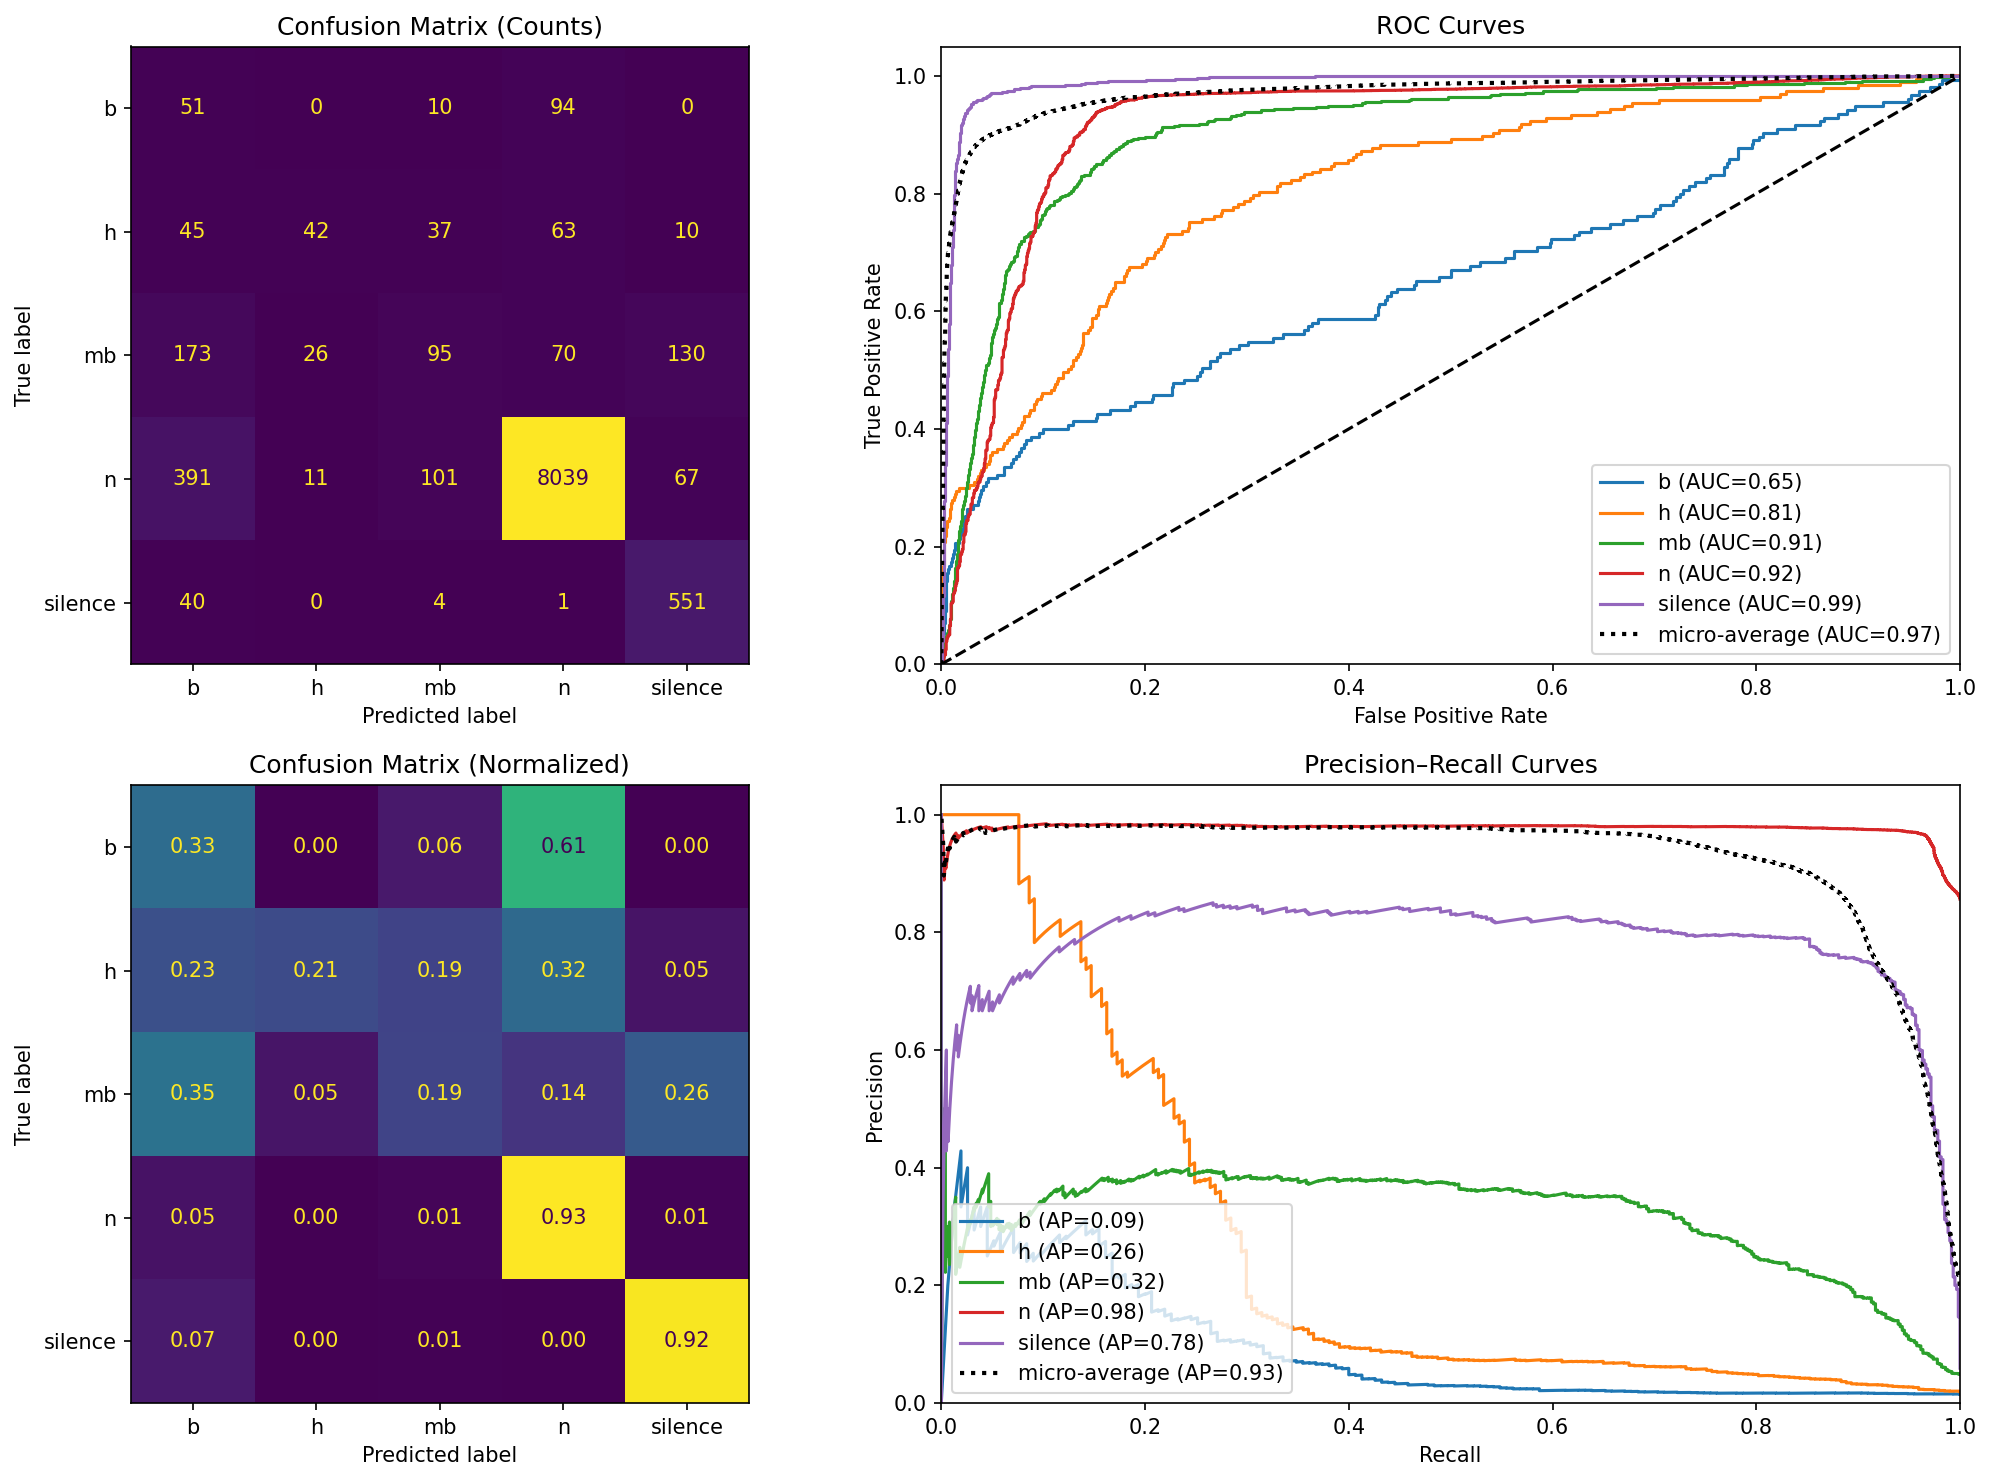 Confusion Matrix (Counts)
True label
b
51 0 10 94 0
h
45 42 37 63 10
mb
173 26 95 70 130
n
391 11 101 8039 67
silence
40 0 4 1 551
b h mb n silence
Predicted label
ROC Curves
True Positive Rate
1.0
0.8
0.6
0.4
0.2
0.0
b (AUC=0.65)
h (AUC=0.81)
mb (AUC=0.91)
n (AUC=0.92)
silence (AUC=0.99)
micro-average (AUC=0.97)
0.0 0.2 0.4 0.6 0.8 1.0
False Positive Rate
Confusion Matrix (Normalized)
True label
b
0.33 0.00 0.06 0.61 0.00
h
0.23 0.21 0.19 0.32 0.05
mb
0.35 0.05 0.19 0.14 0.26
n
0.05 0.00 0.01 0.93 0.01
silence
0.07 0.00 0.01 0.00 0.92
b h mb n silence
Predicted label
Precision–Recall Curves
Precision
1.0
0.8
0.6
0.4
0.2
0.0
b (AP=0.09)
h (AP=0.26)
mb (AP=0.32)
n (AP=0.98)
silence (AP=0.78)
micro-average (AP=0.93)
0.0 0.2 0.4 0.6 0.8 1.0
Recall